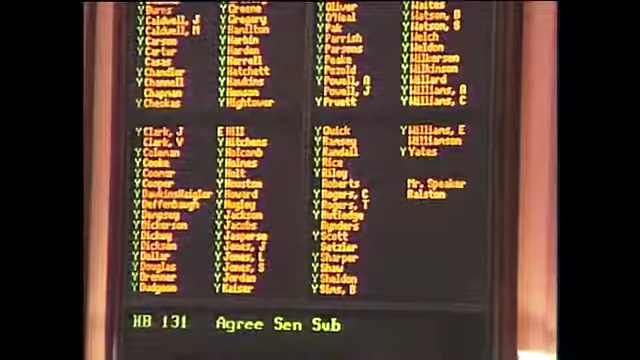 Burns Greene Oliver Waites
Y Caldwell, J Y Gregory Y O'Neal Y Watson, B
Y Caldwell, M Y Hamilton Y Pak Y Watson, S
Y Carson Y Harbin Y Parrish Y Welch
Y Carter Y Harden Y Parsons Y Weldon
Casas Y Harrell Y Peake Y Wilkerson
Y Chandler Y Hatchett Y Pezold Y Wilkinson
Y Channell Y Hawkins Y Powell, A Y Willard
Chapman Y Henson Powell, J Y Williams, A
Y Cheokas Y Hightower Y Pruett Y Williams, C
Y Clark, J E Hill Y Quick Y Williams, E
Clark, V Y Hitchens Y Ramsey Williamson
Y Coleman Y Holcomb Y Randall Y Yates
Y Cooke Y Holmes Y Rice
Y Coomer Y Holt Y Riley
Y Cooper Y Houston Roberts Mr. Speaker
DawkinsHaigler Y Howard Y Rogers, C Ralston
Deffenbaugh Y Hugley Y Rogers, T
Y Dempsey Y Jackson Y Rutledge
Y Dickerson Y Jacobs Rynders
Y Dickey Y Jasperse Y Scott
Y Dickson Y Jones, J Setzler
Y Dollar Y Jones, L Y Sharper
Y Douglas Y Jones, S Y Shaw
Y Drenner Y Jordan Y Sheldon
Y Dudgeon Y Kaiser Y Sims, B
HB 131 Agree Sen Sub